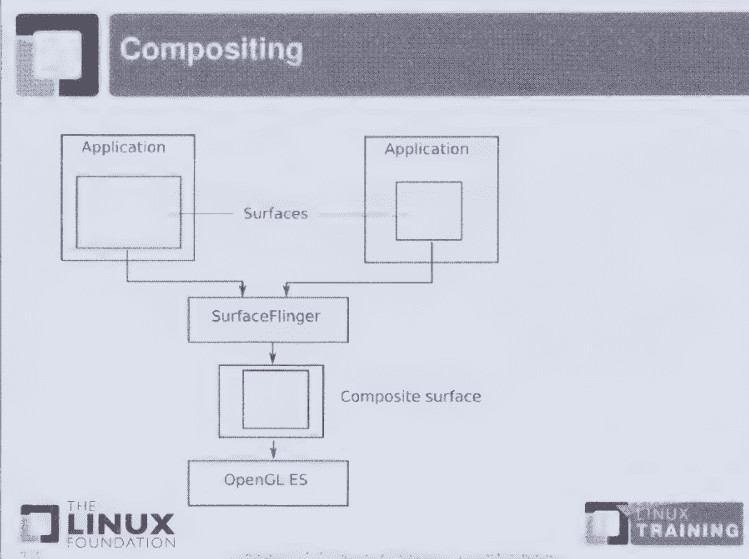 Compositing
Application
Application
Surfaces
SurfaceFlinger
Composite surface
OpenGL ES
THE
LINUX
FOUNDATION
LINUX
TRAINING